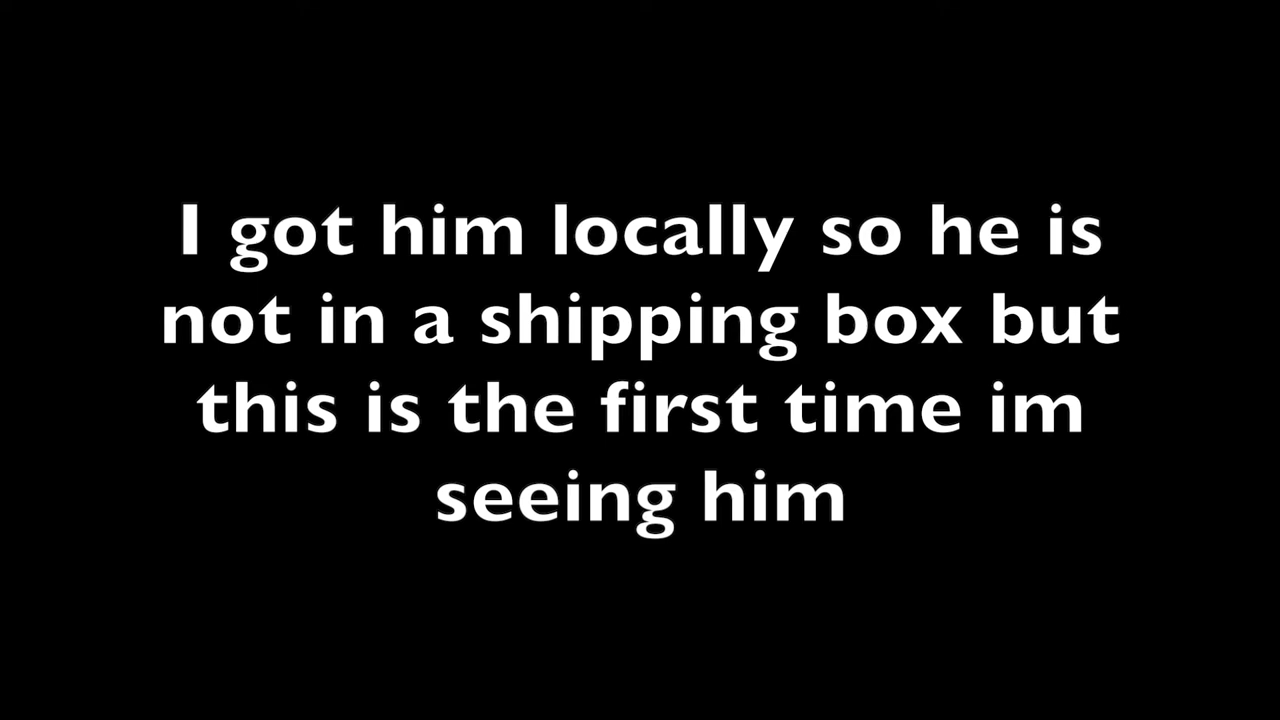 I got him locally so he is
not in a shipping box but
this is the first time im
seeing him